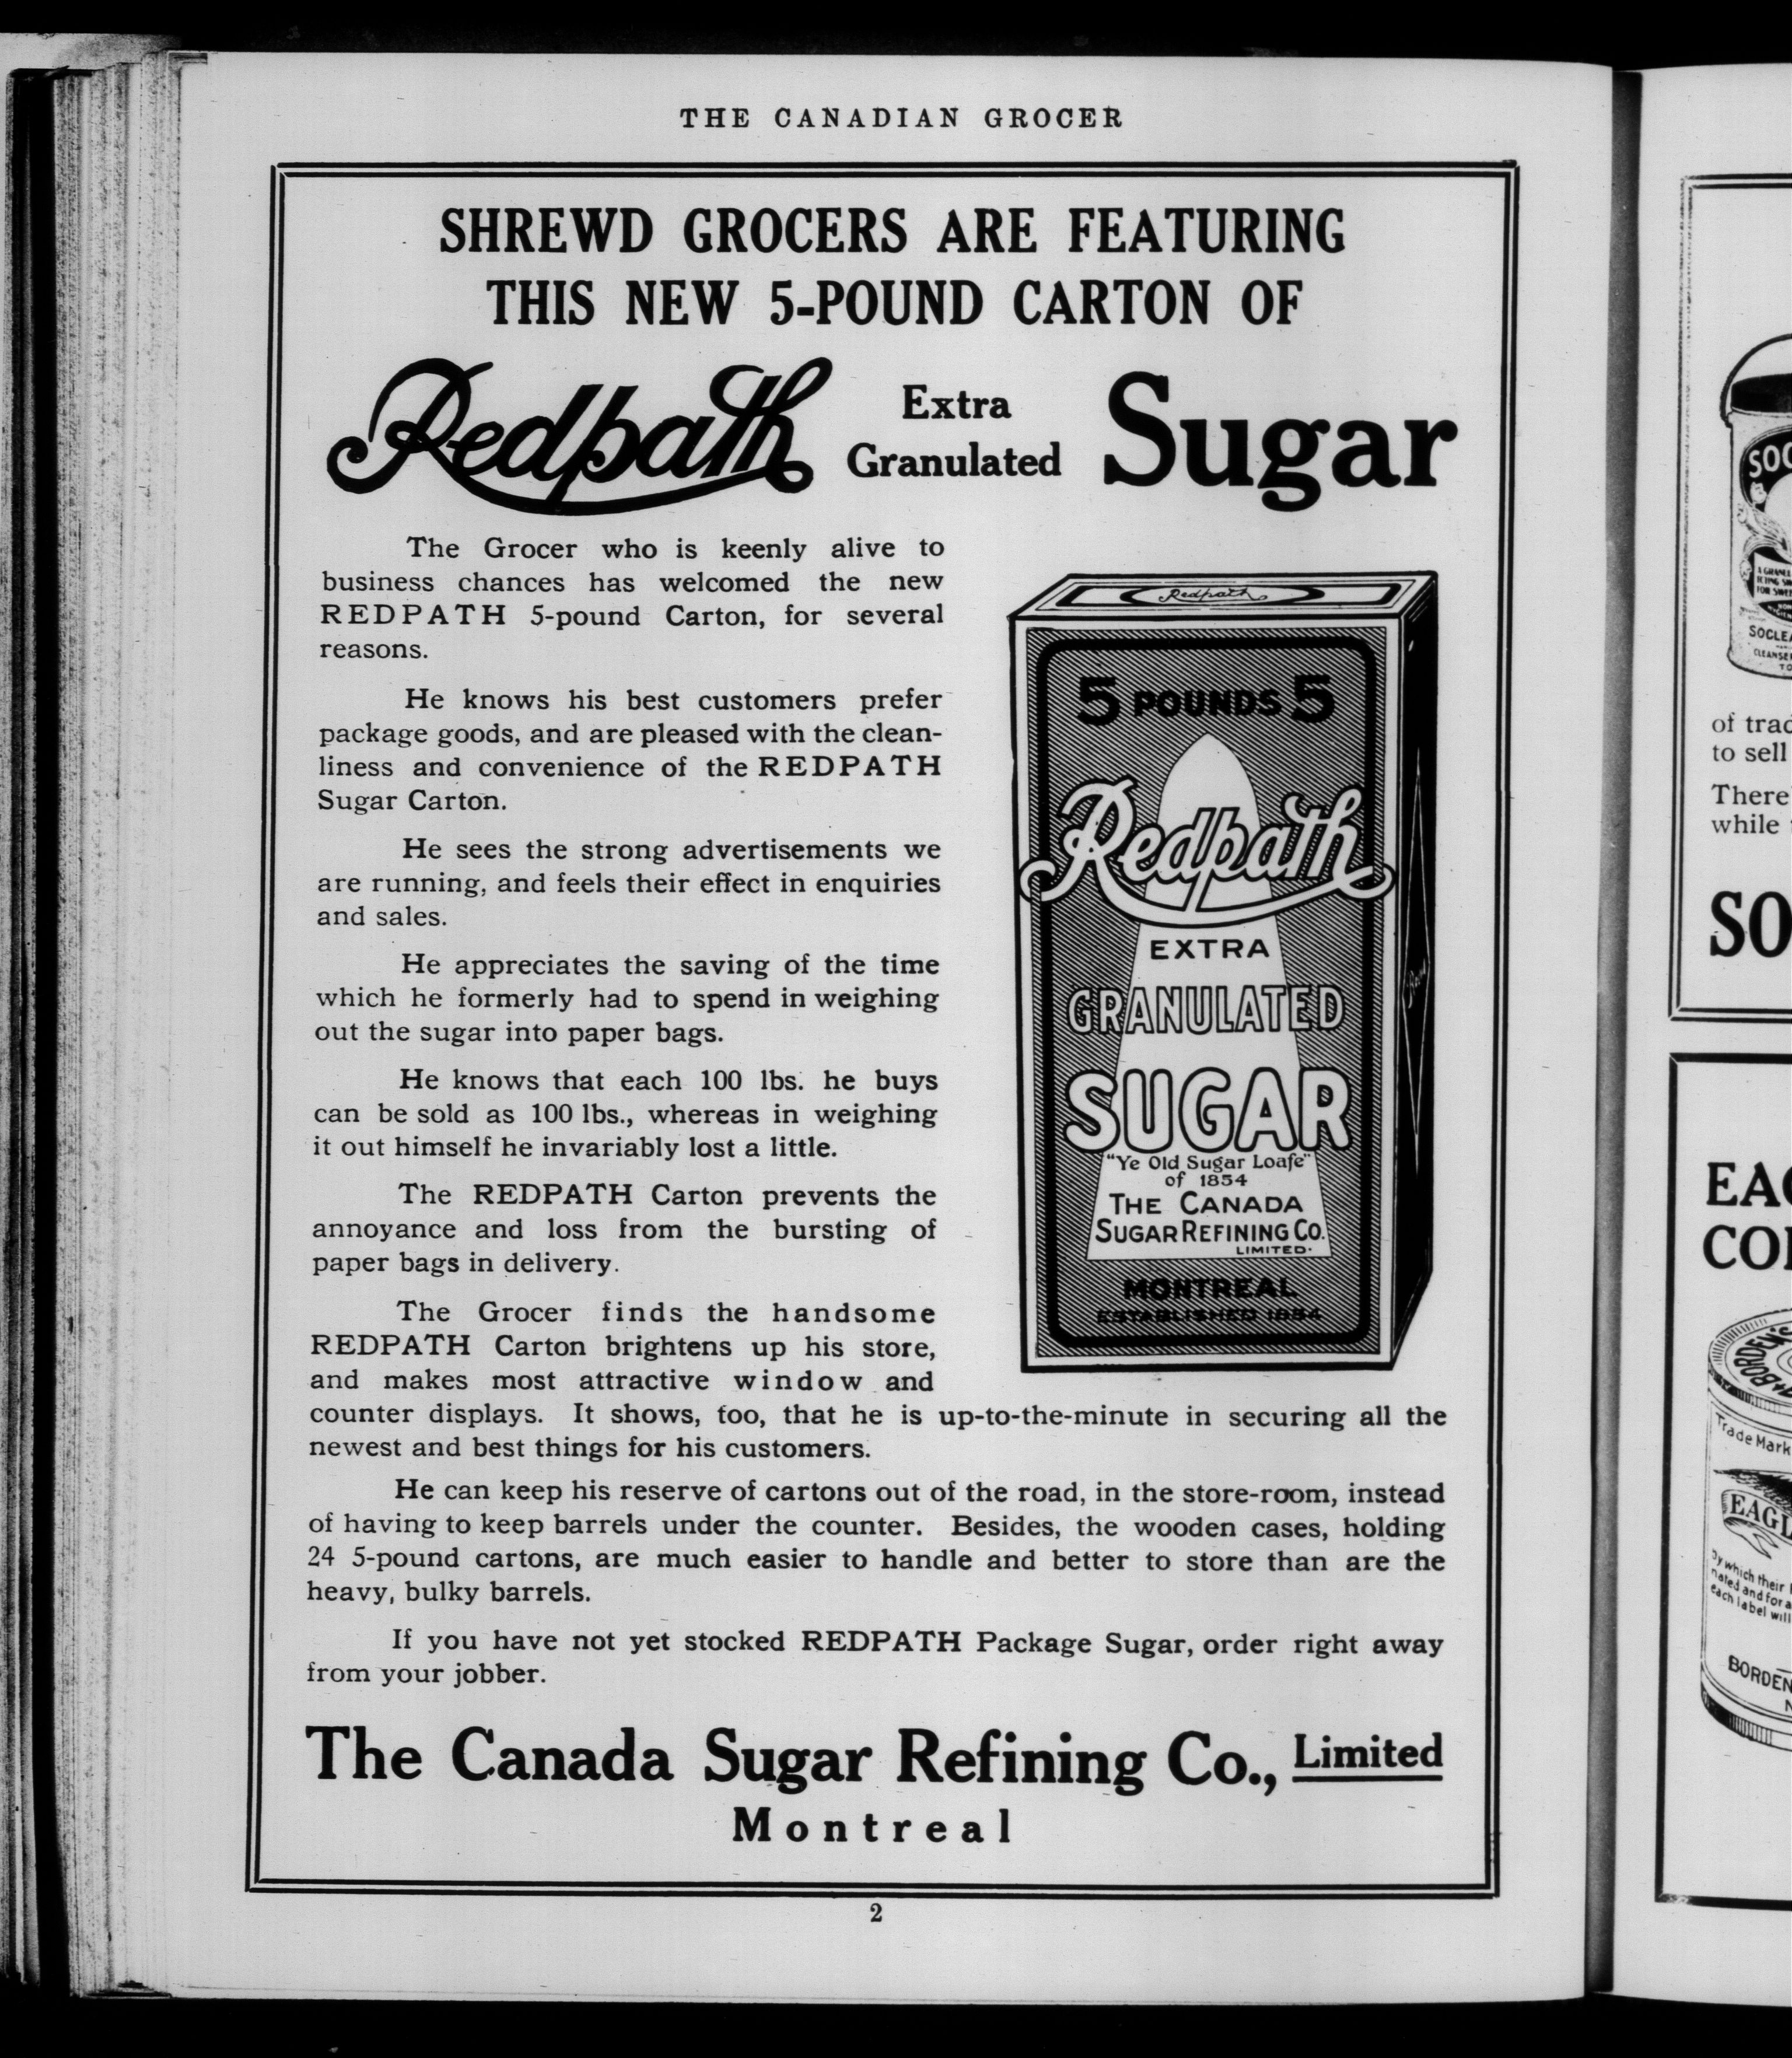 THE CANADIAN GROCER
SHREWD GROCERS ARE FEATURING
THIS NEW 5-POUND CARTON OF
Redpath Extra Granulated Sugar
The Grocer who is keenly alive to
business chances has welcomed the new
REDPATH 5-pound Carton, for several
reasons.
He knows his best customers prefer
package goods, and are pleased with the clean-
liness and convenience of the REDPATH
Sugar Carton.
He sees the strong advertisements we
are running, and feels their effect in enquiries
and sales.
He appreciates the saving of the time
which he formerly had to spend in weighing
out the sugar into paper bags.
He knows that each 100 lbs. he buys
can be sold as 100 lbs., whereas in weighing
it out himself he invariably lost a little.
The REDPATH Carton prevents the
annoyance and loss from the bursting of
paper bags in delivery.
The Grocer finds the handsome
REDPATH Carton brightens up his store,
and makes most attractive window and
counter displays. It shows, too, that he is up-to-the-minute in securing all the
newest and best things for his customers.
He can keep his reserve of cartons out of the road, in the store-room, instead
of having to keep barrels under the counter. Besides, the wooden cases, holding
24 5-pound cartons, are much easier to handle and better to store than are the
heavy, bulky barrels.
If you have not yet stocked REDPATH Package Sugar, order right away
from your jobber.
Redpath
5 POUNDS 5
Redpath
EXTRA
GRANULATED
SUGAR
"Ye Old Sugar Loafe"
of 1854
THE CANADA
SUGAR REFINING CO.
LIMITED.
MONTREAL
ESTABLISHED 1854
The Canada Sugar Refining Co., Limited
Montreal
2
SOCLEA
CLEANSE
of trad
to sell
There'
while
SO
EAG
CO
BORDEN'S
Trade Mark
EAGL
by which their
nated and for a
each label will
BORDEN